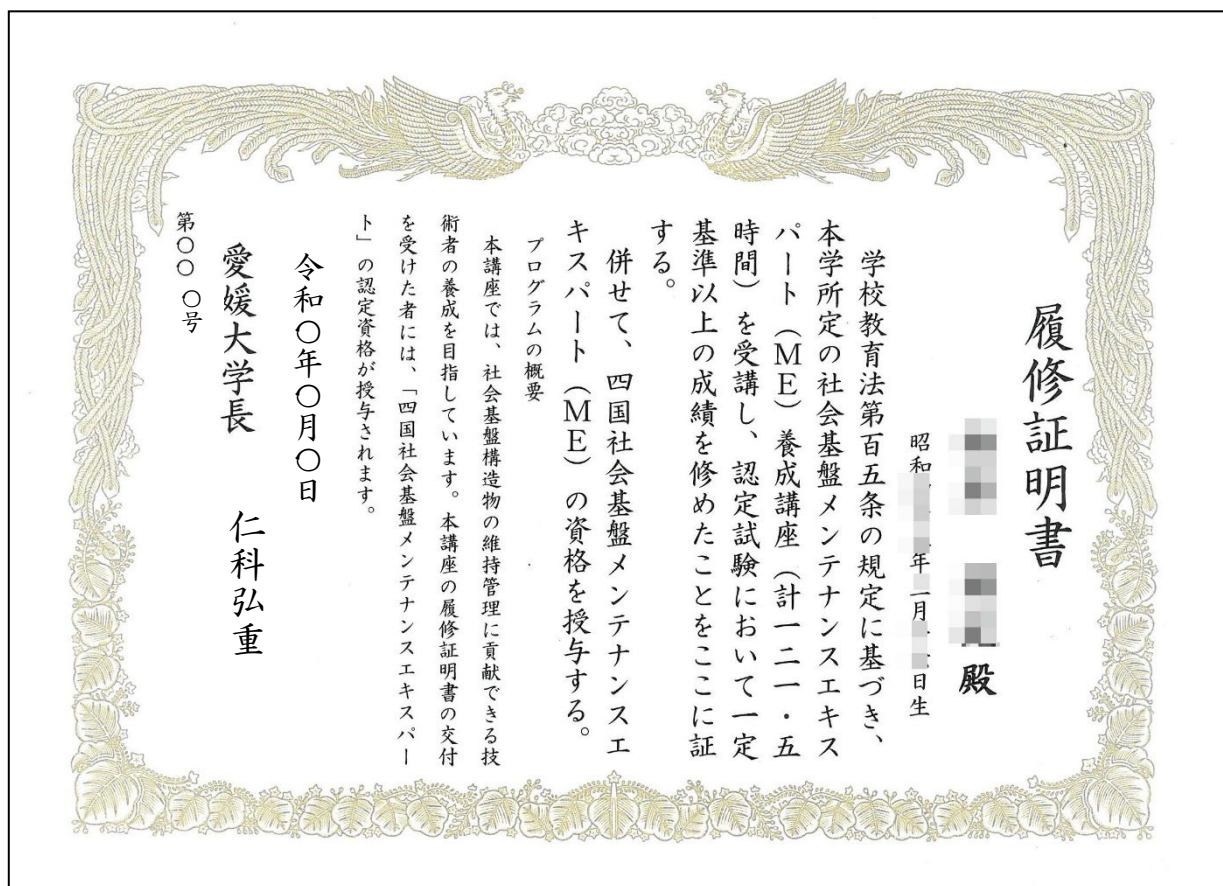 履修証明書
殿
昭和 年 月 日生
学校教育法第百五条の規定に基づき、
本学所定の社会基盤メンテナンスエキス
パート（ＭＥ）養成講座（計一二一・五
時間）を受講し、認定試験において一定
基準以上の成績を修めたことをここに証
する。
併せて、四国社会基盤メンテナンスエ
キスパート（ＭＥ）の資格を授与する。
プログラムの概要
本講座では、社会基盤構造物の維持管理に貢献できる技
術者の養成を目指しています。本講座の履修証明書の交付
を受けた者には、「四国社会基盤メンテナンスエキスパー
ト」の認定資格が授与されます。
令和〇年〇月〇日
愛媛大学長 仁科弘重
第〇〇〇号